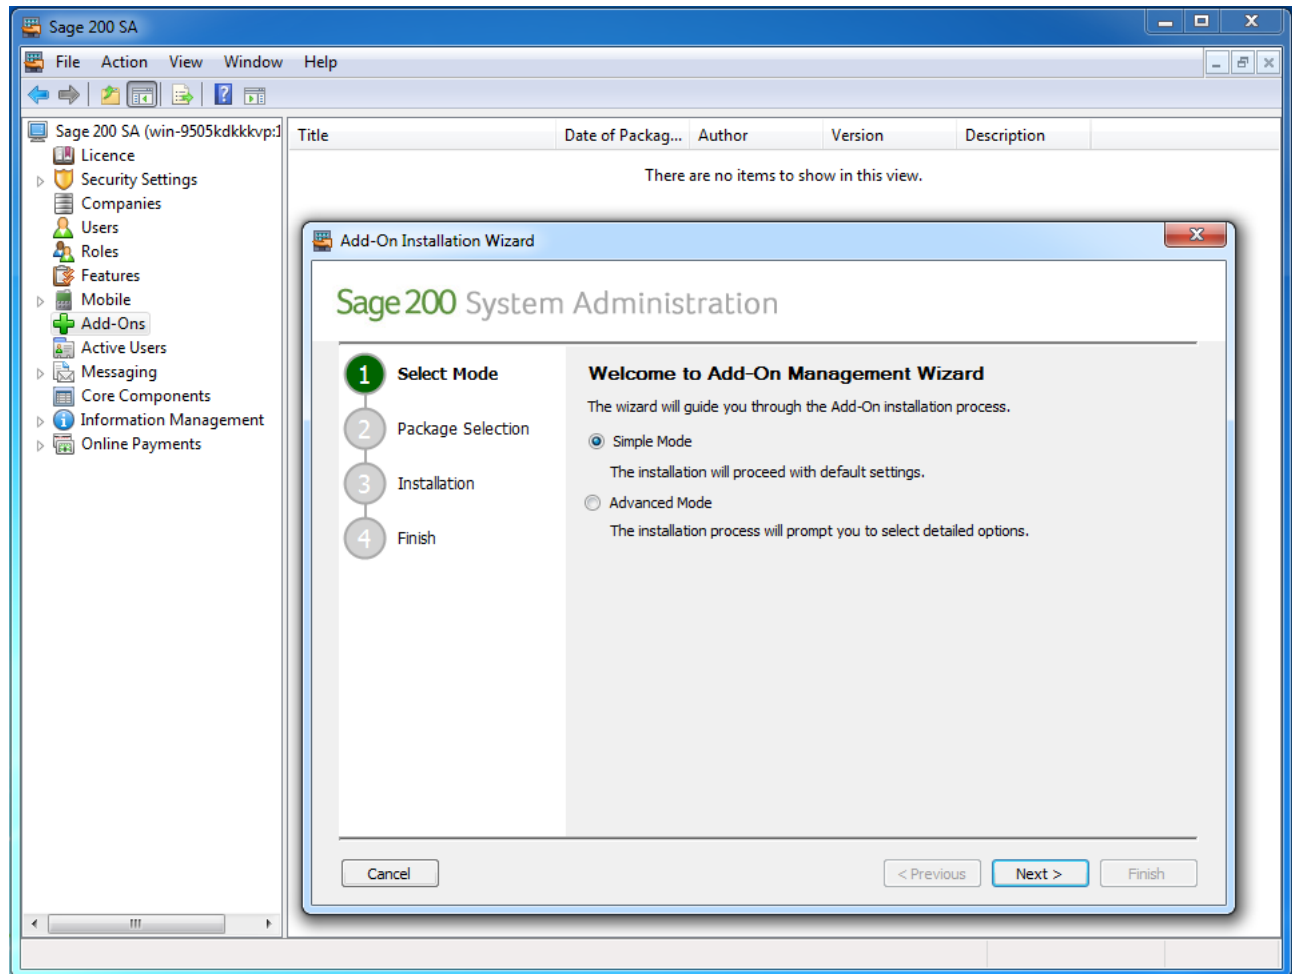 Sage 200 SA
File Action View Window Help
Sage 200 SA (win-9505kdkkkvp:1
Licence
Security Settings
Companies
Users
Roles
Features
Mobile
Add-Ons
Active Users
Messaging
Core Components
Information Management
Online Payments
Title Date of Packag... Author Version Description
There are no items to show in this view.
Add-On Installation Wizard
Sage 200 System Administration
1 Select Mode
2 Package Selection
3 Installation
4 Finish
Welcome to Add-On Management Wizard
The wizard will guide you through the Add-On installation process.
Simple Mode
The installation will proceed with default settings.
Advanced Mode
The installation process will prompt you to select detailed options.
Cancel < Previous Next > Finish